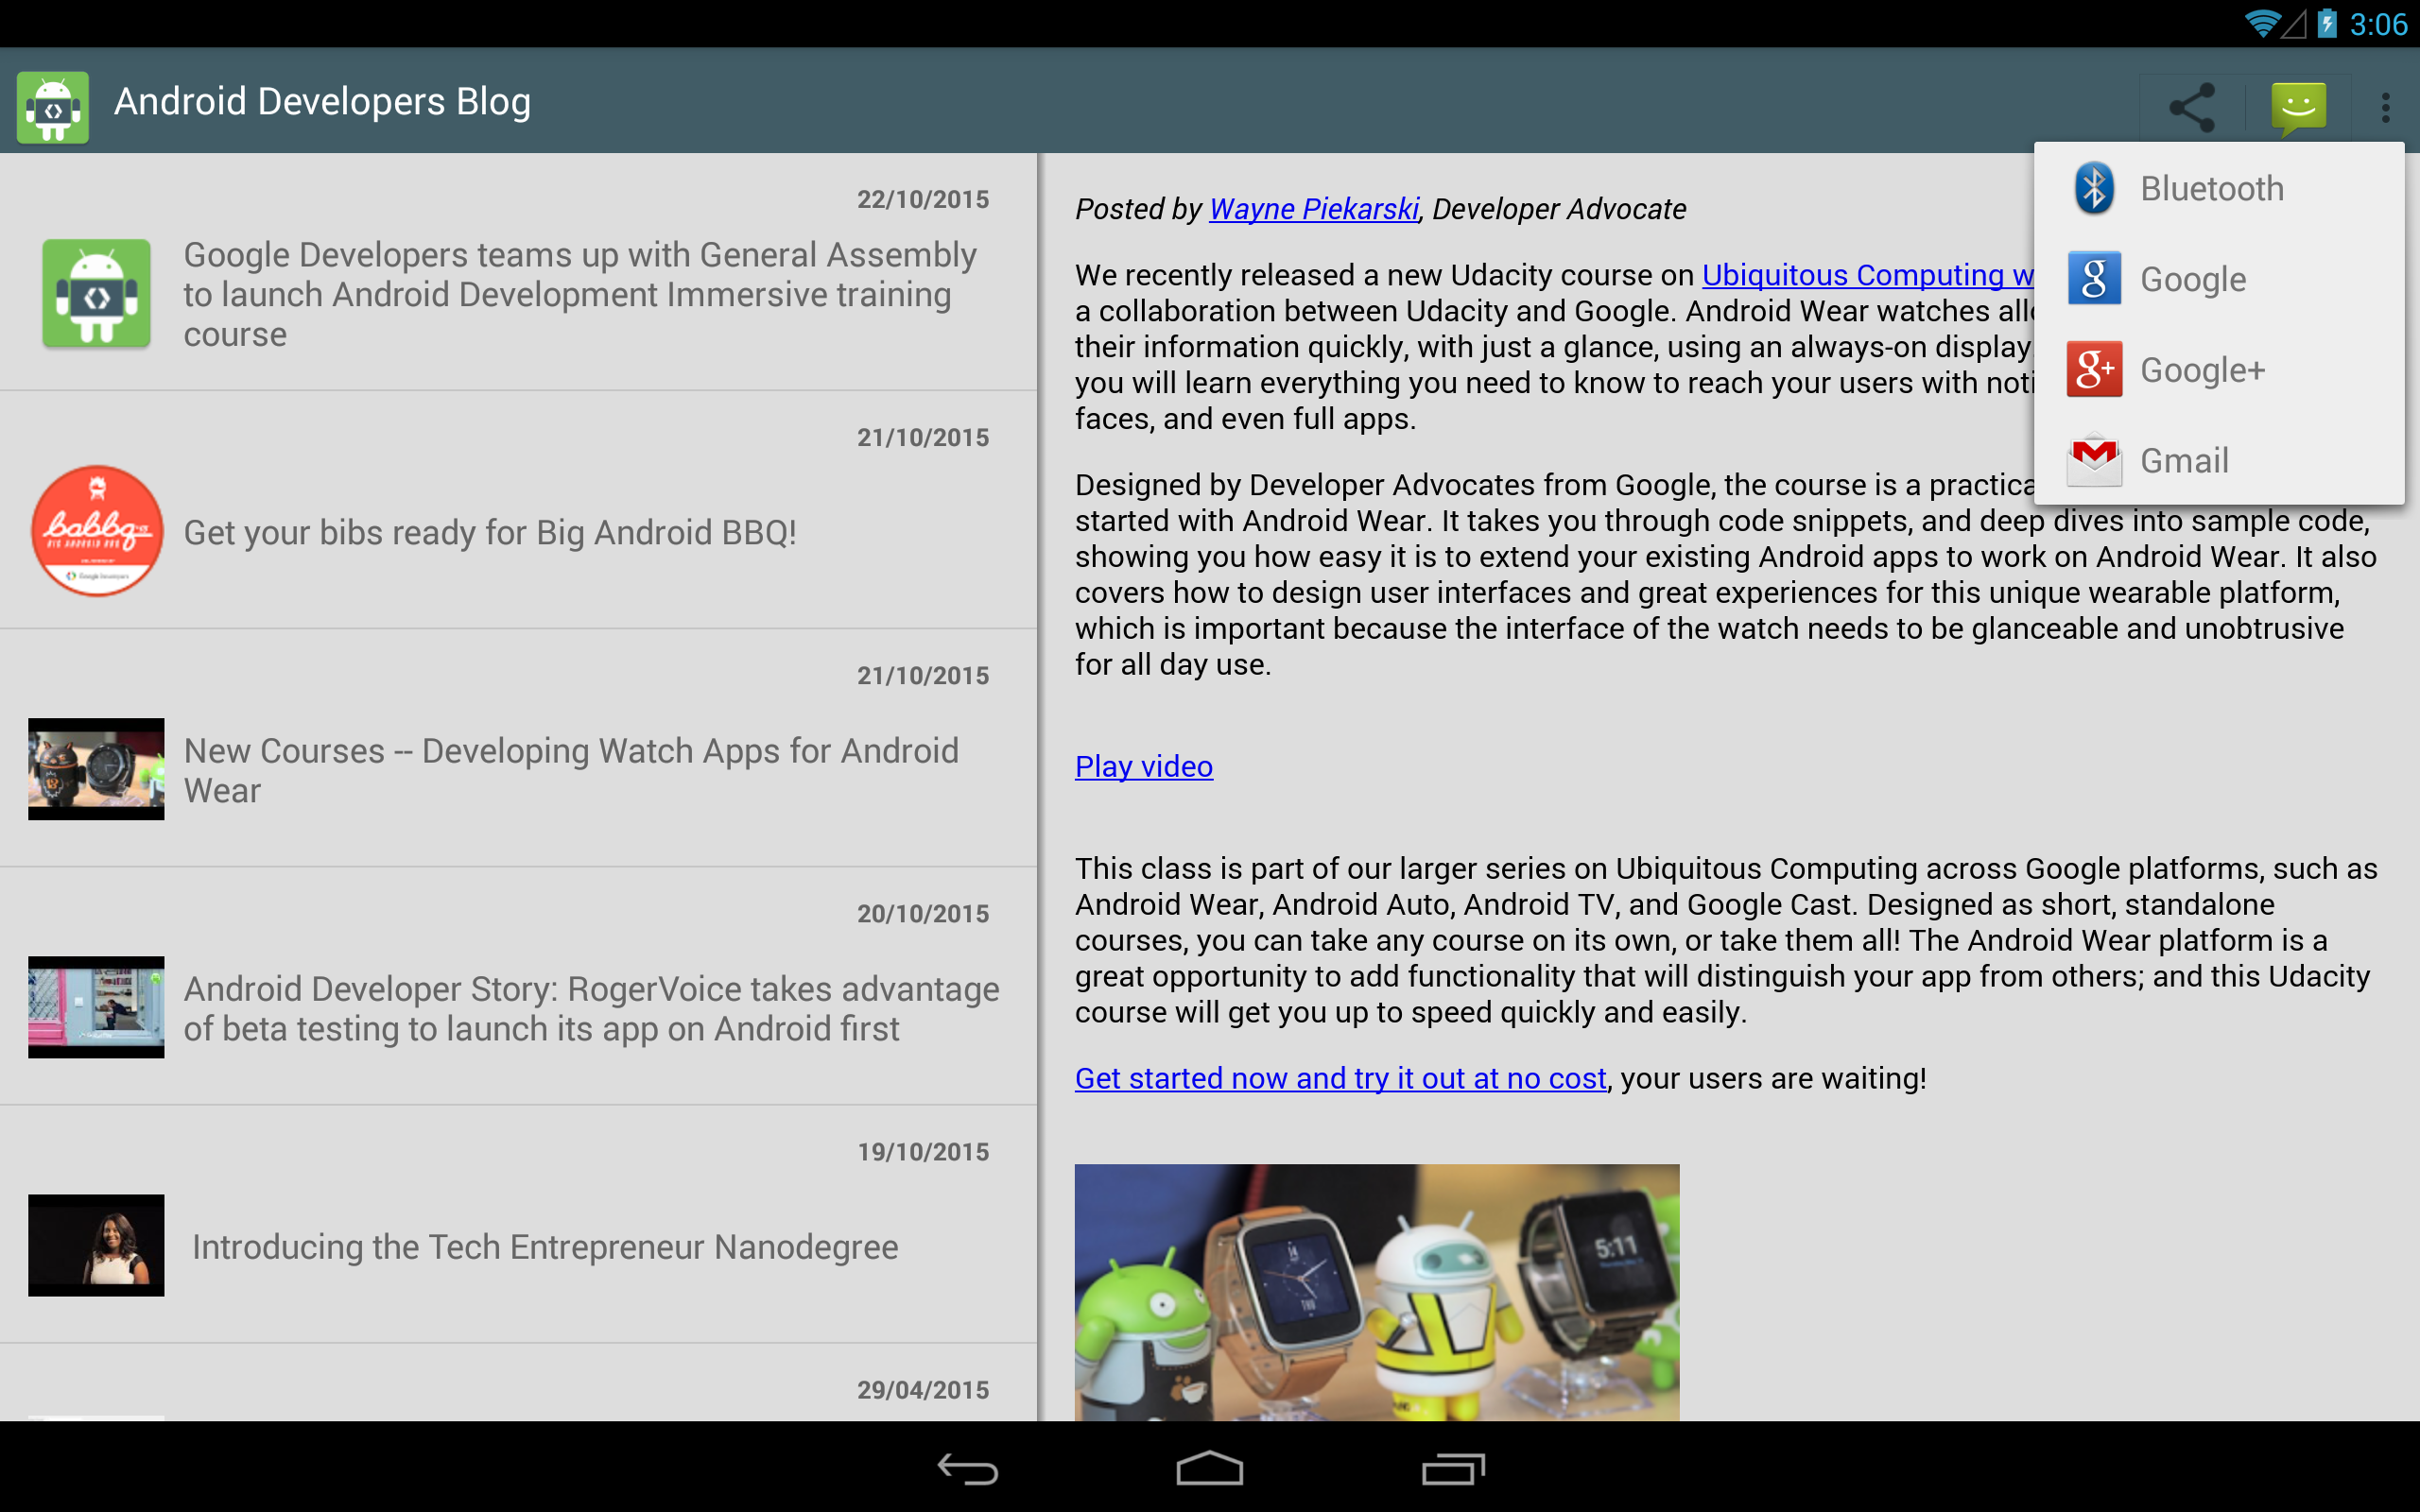 3:06
Android Developers Blog
Bluetooth
Google
Google+
Gmail
22/10/2015
Google Developers teams up with General Assembly
to launch Android Development Immersive training
course
21/10/2015
babbq
Google Developers
Get your bibs ready for Big Android BBQ!
21/10/2015
New Courses -- Developing Watch Apps for Android
Wear
20/10/2015
Android Developer Story: RogerVoice takes advantage
of beta testing to launch its app on Android first
19/10/2015
Introducing the Tech Entrepreneur Nanodegree
29/04/2015
Posted by Wayne Piekarski, Developer Advocate
We recently released a new Udacity course on Ubiquitous Computing w
a collaboration between Udacity and Google. Android Wear watches
their information quickly, with just a glance, using an always-on display
you will learn everything you need to know to reach your users with
faces, and even full apps.
Designed by Developer Advocates from Google, the course is a practica
started with Android Wear. It takes you through code snippets, and deep dives into sample code,
showing you how easy it is to extend your existing Android apps to work on Android Wear. It also
covers how to design user interfaces and great experiences for this unique wearable platform,
which is important because the interface of the watch needs to be glanceable and unobtrusive
for all day use.
Play video
This class is part of our larger series on Ubiquitous Computing across Google platforms, such as
Android Wear, Android Auto, Android TV, and Google Cast. Designed as short, standalone
courses, you can take any course on its own, or take them all! The Android Wear platform is a
great opportunity to add functionality that will distinguish your app from others; and this Udacity
course will get you up to speed quickly and easily.
Get started now and try it out at no cost, your users are waiting!
14
THU
5:11